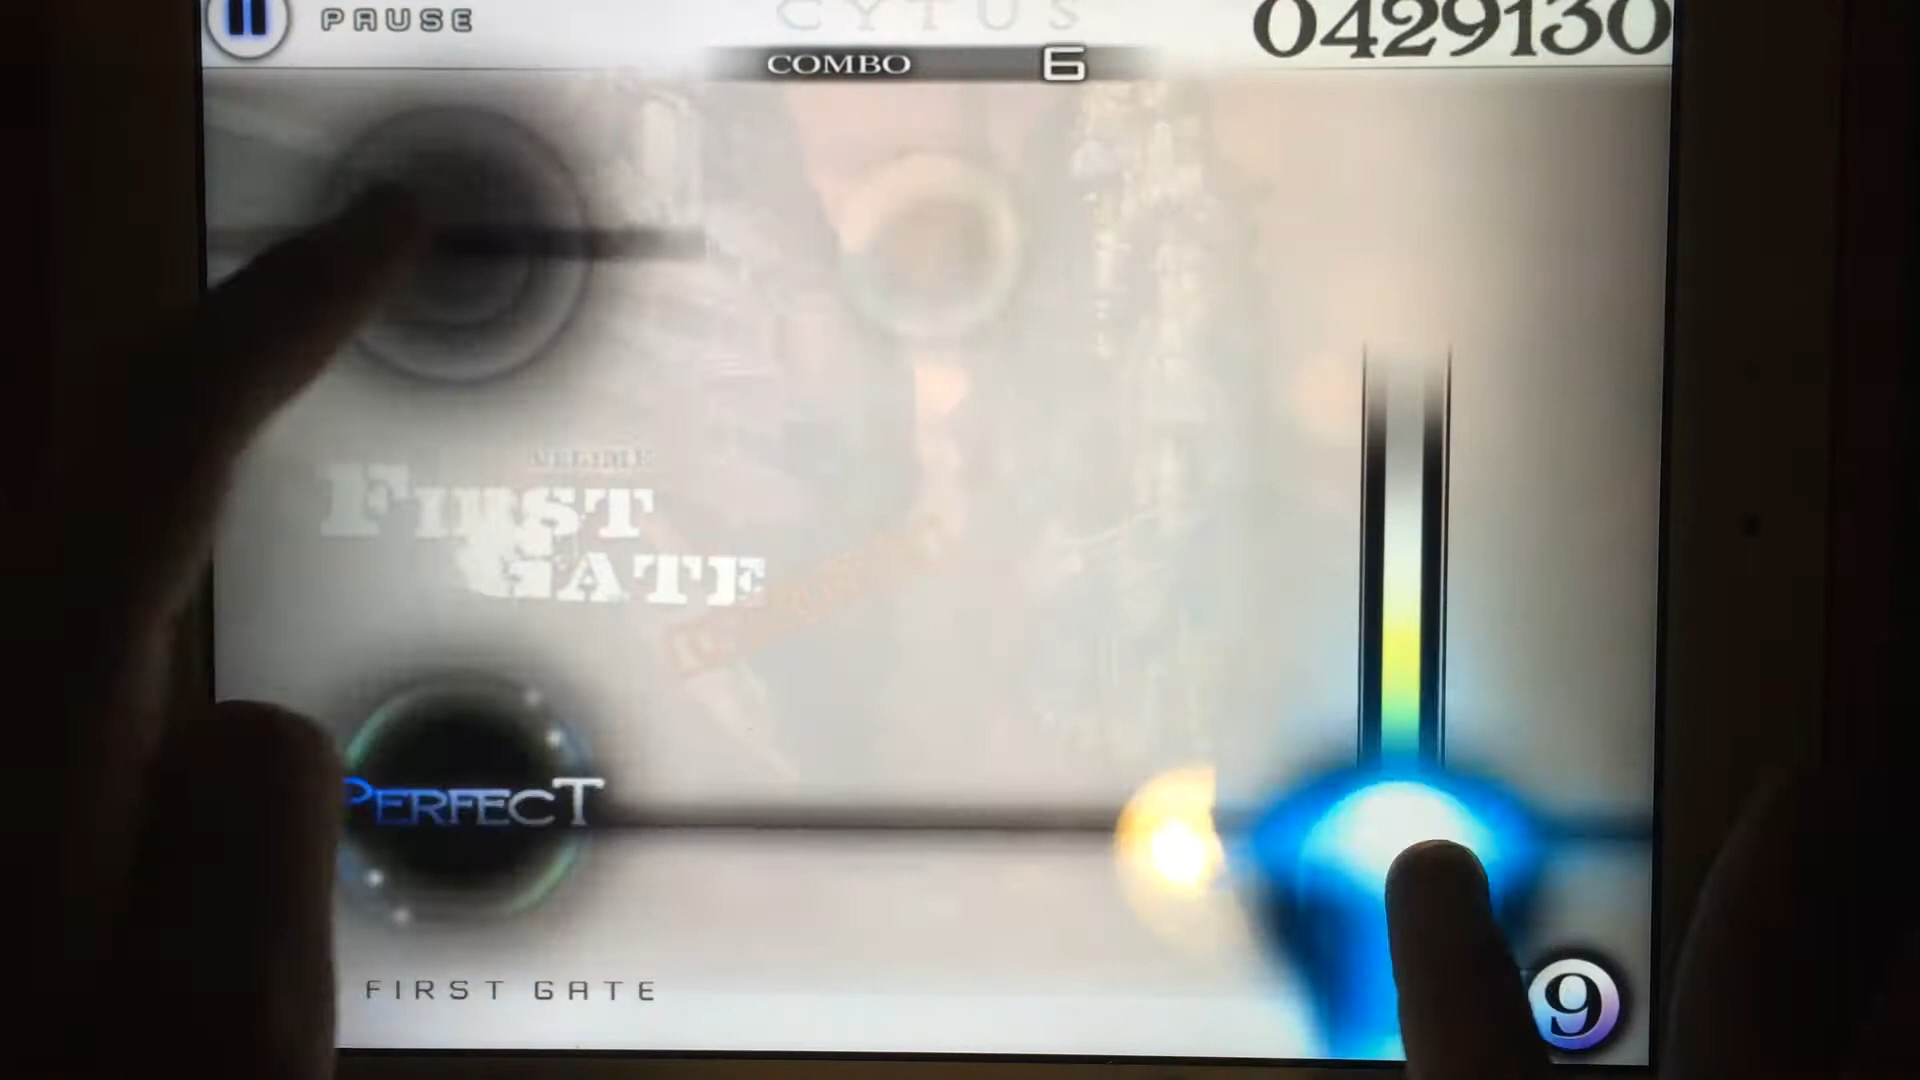 PAUSE
CYTUS
0429130
COMBO 6
FIRST
GATE
PERFECT
FIRST GATE
9